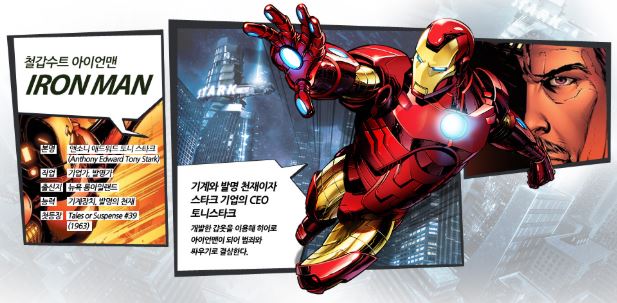 철갑수트 아이언맨
IRON MAN
본명 앤소니 애드워드 토니 스타크
(Anthony Edward Tony Stark)
직업 기업가, 발명가
출신지 뉴욕 롱아일랜드
능력 기계장치, 발명의 천재
첫등장 Tales or Suspense #39
(1963)
STARK
기계와 발명 천재이자
스타크 기업의 CEO
토니스타크
개발한 갑옷을 이용해 히어로
아이언맨이 되어 범죄와
싸우기로 결심한다.